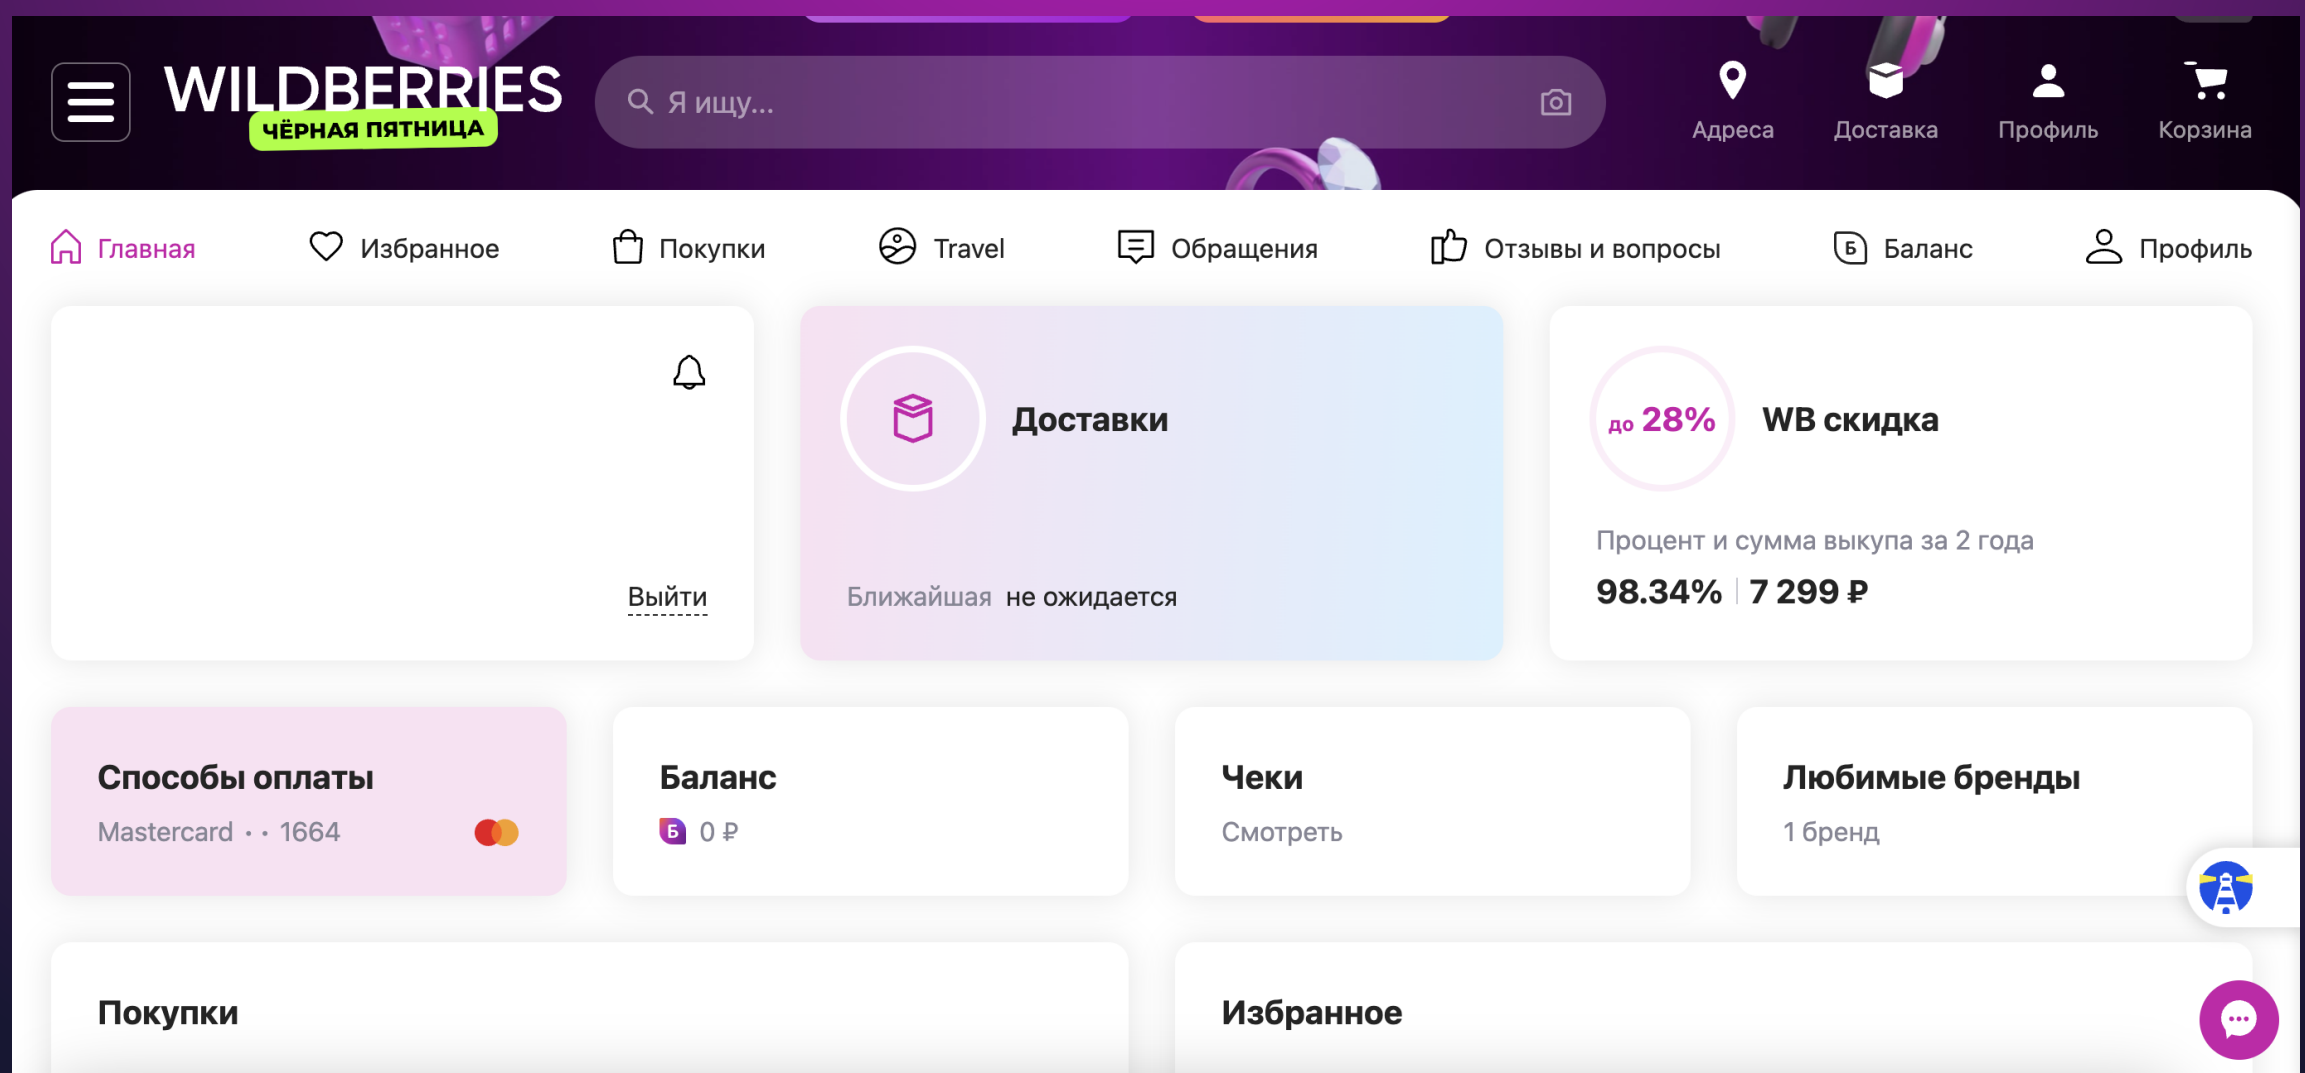 WILDBERRIES
ЧЁРНАЯ ПЯТНИЦА
Я ищу...
Адреса
Доставка
Профиль
Корзина
Главная
Избранное
Покупки
Travel
Обращения
Отзывы и вопросы
Б
Баланс
Профиль
Выйти
Доставки
Ближайшая не ожидается
до 28%
WB скидка
Процент и сумма выкупа за 2 года
98.34% | 7 299 ₽
Способы оплаты
Mastercard • • 1664
Баланс
Б 0 ₽
Чеки
Смотреть
Любимые бренды
1 бренд
Покупки
Избранное